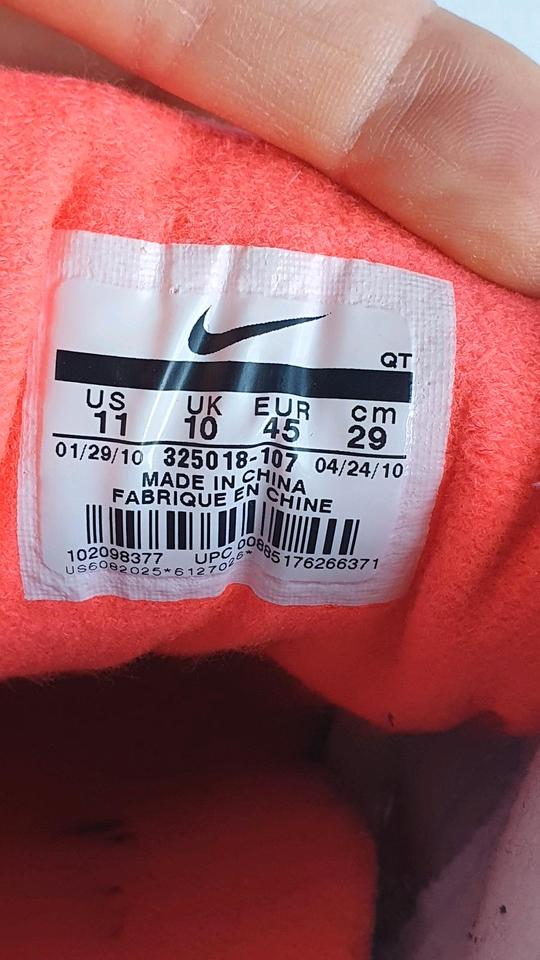 QT
US UK EUR cm
11 10 45 29
01/29/10 325018-107 04/24/10
MADE IN CHINA
FABRIQUE EN CHINE
102098377 UPC 00885176266371
US6082025*6127026*